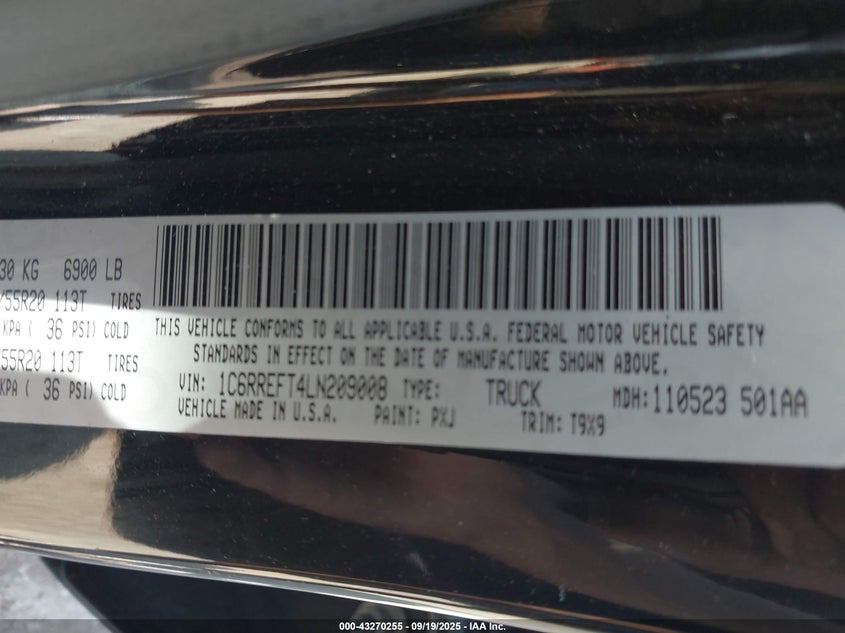 30 KG 6900 LB
/55R20 113T TIRES
KPA ( 36 PSI) COLD
55R20 113T TIRES
KPA ( 36 PSI) COLD
THIS VEHICLE CONFORMS TO ALL APPLICABLE U.S.A. FEDERAL MOTOR VEHICLE SAFETY
STANDARDS IN EFFECT ON THE DATE OF MANUFACTURE SHOWN ABOVE.
VIN: 1C6RREFT4LN209008 TYPE: TRUCK MDH: 110523 501AA
VEHICLE MADE IN U.S.A. PAINT: PXJ TRIM: T9X9
000-43270255 - 09/19/2025 - IAA Inc.